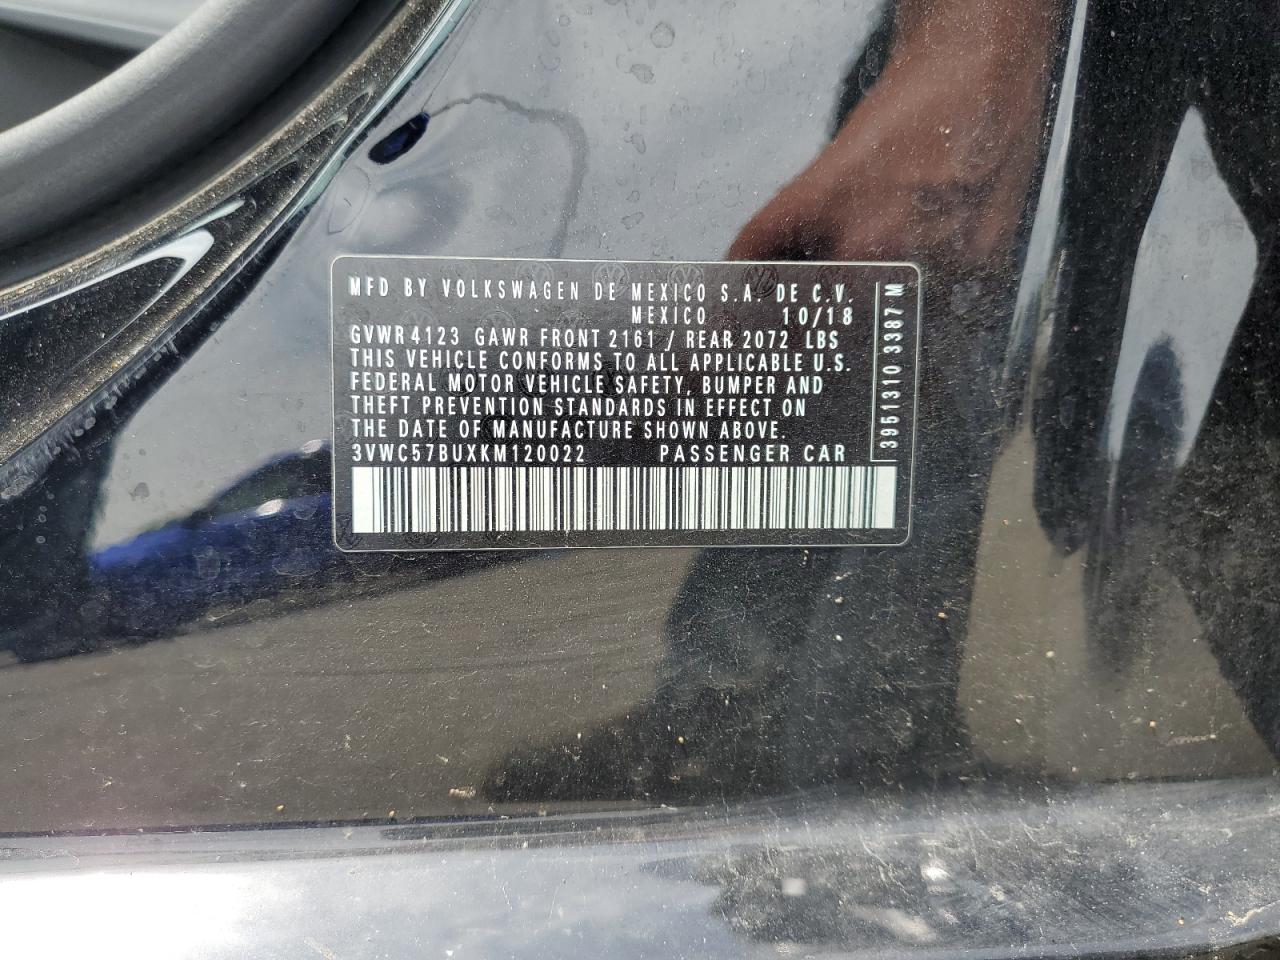 MFD BY VOLKSWAGEN DE MEXICO S.A. DE C.V.
MEXICO 10/18
GVWR 4123 GAWR FRONT 2161 / REAR 2072 LBS
THIS VEHICLE CONFORMS TO ALL APPLICABLE U.S.
FEDERAL MOTOR VEHICLE SAFETY, BUMPER AND
THEFT PREVENTION STANDARDS IN EFFECT ON
THE DATE OF MANUFACTURE SHOWN ABOVE.
3VWC57BUXKM120022 PASSENGER CAR
3951310 3387 M